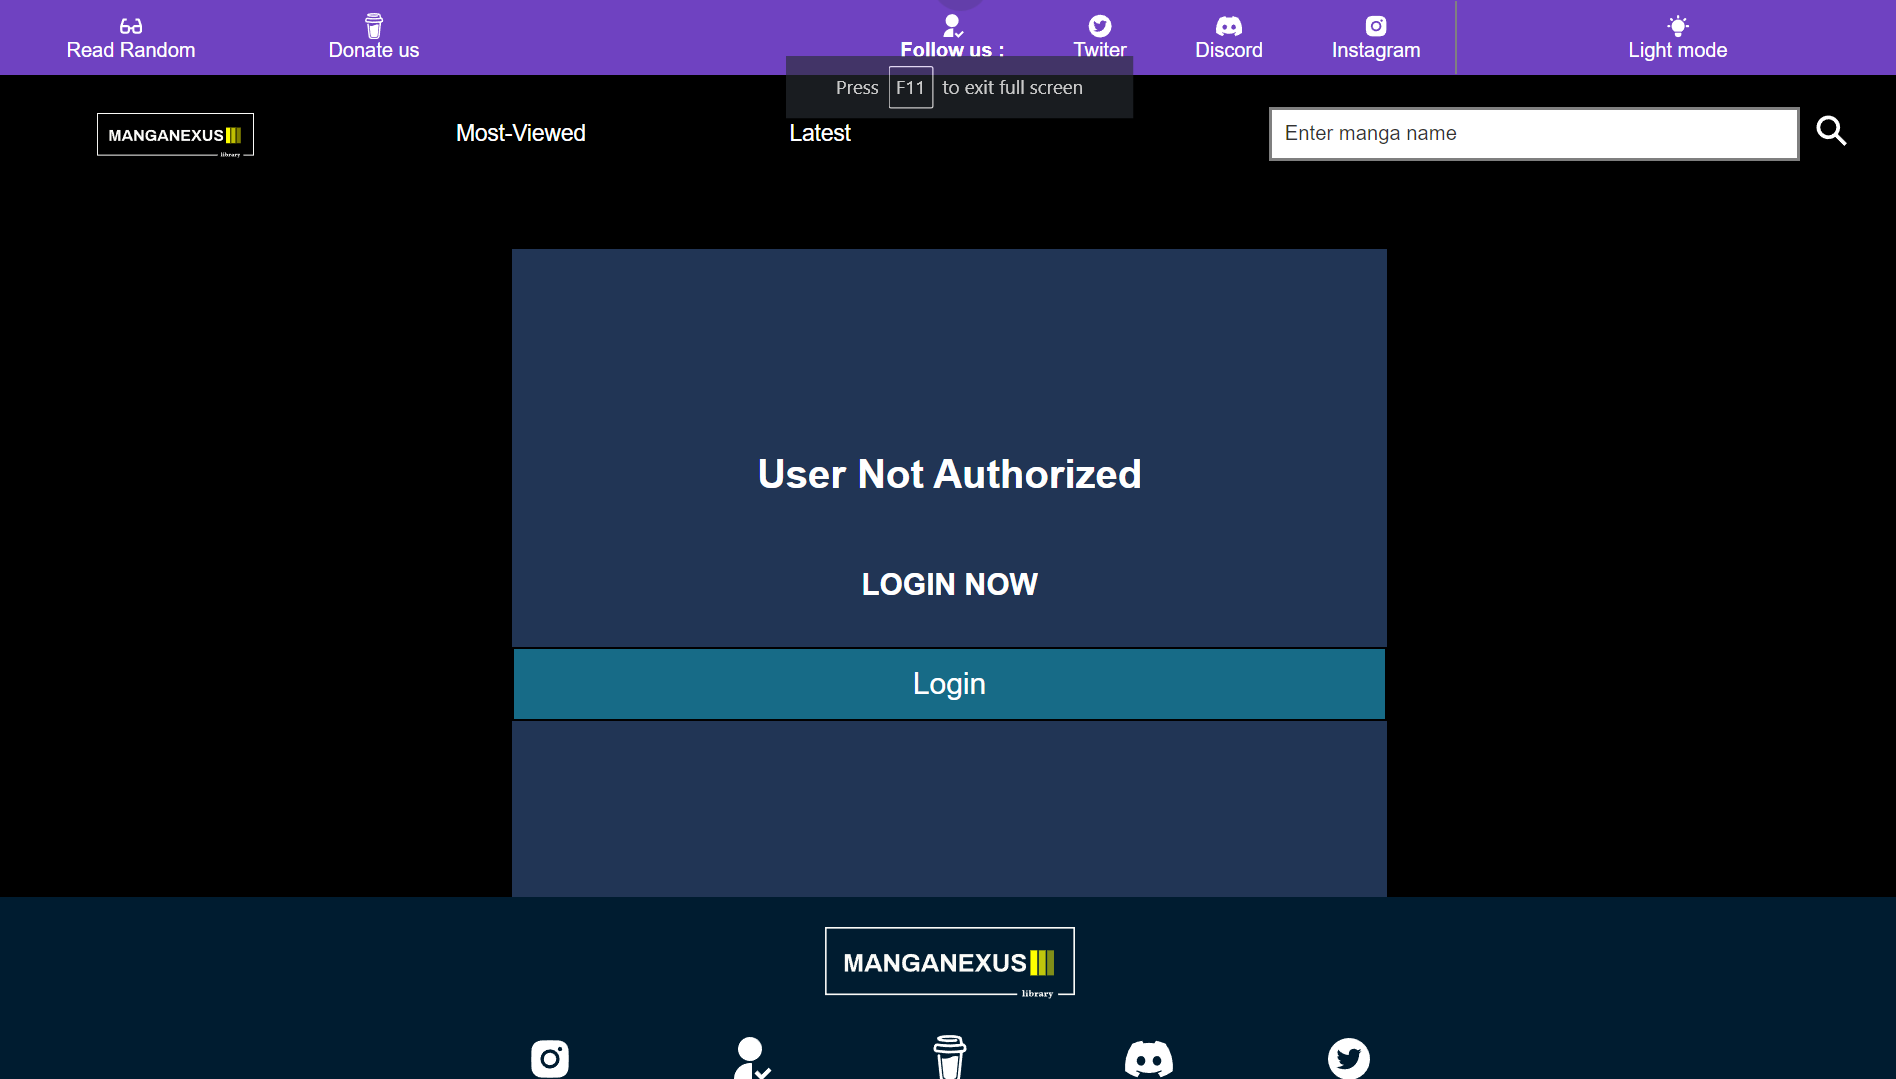 Read Random
Donate us
Follow us :
Twiter
Discord
Instagram
Light mode
Press F11 to exit full screen
MANGANEXUS
library
Most-Viewed
Latest
Enter manga name
User Not Authorized
LOGIN NOW
Login
MANGANEXUS
library